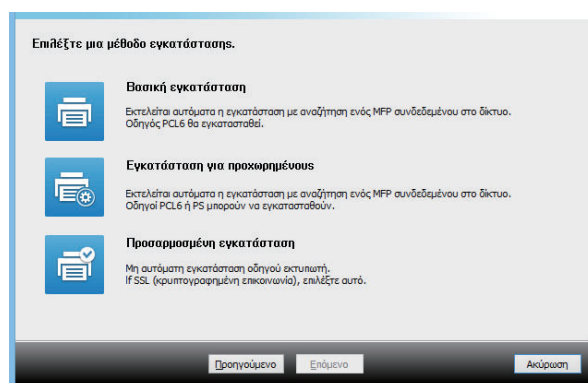 Επιλέξτε μια μέθοδο εγκατάστασης.
Βασική εγκατάσταση
Εκτελείται αυτόματα η εγκατάσταση με αναζήτηση ενός MFP συνδεδεμένου στο δίκτυο.
Οδηγός PCL6 θα εγκατασταθεί.
Εγκατάσταση για προχωρημένους
Εκτελείται αυτόματα η εγκατάσταση με αναζήτηση ενός MFP συνδεδεμένου στο δίκτυο.
Οδηγοί PCL6 ή PS μπορούν να εγκατασταθούν.
Προσαρμοσμένη εγκατάσταση
Μη αυτόματη εγκατάσταση οδηγού εκτυπωτή.
If SSL (κρυπτογραφημένη επικοινωνία), επιλέξτε αυτό.
Προηγούμενο Επόμενο Ακύρωση